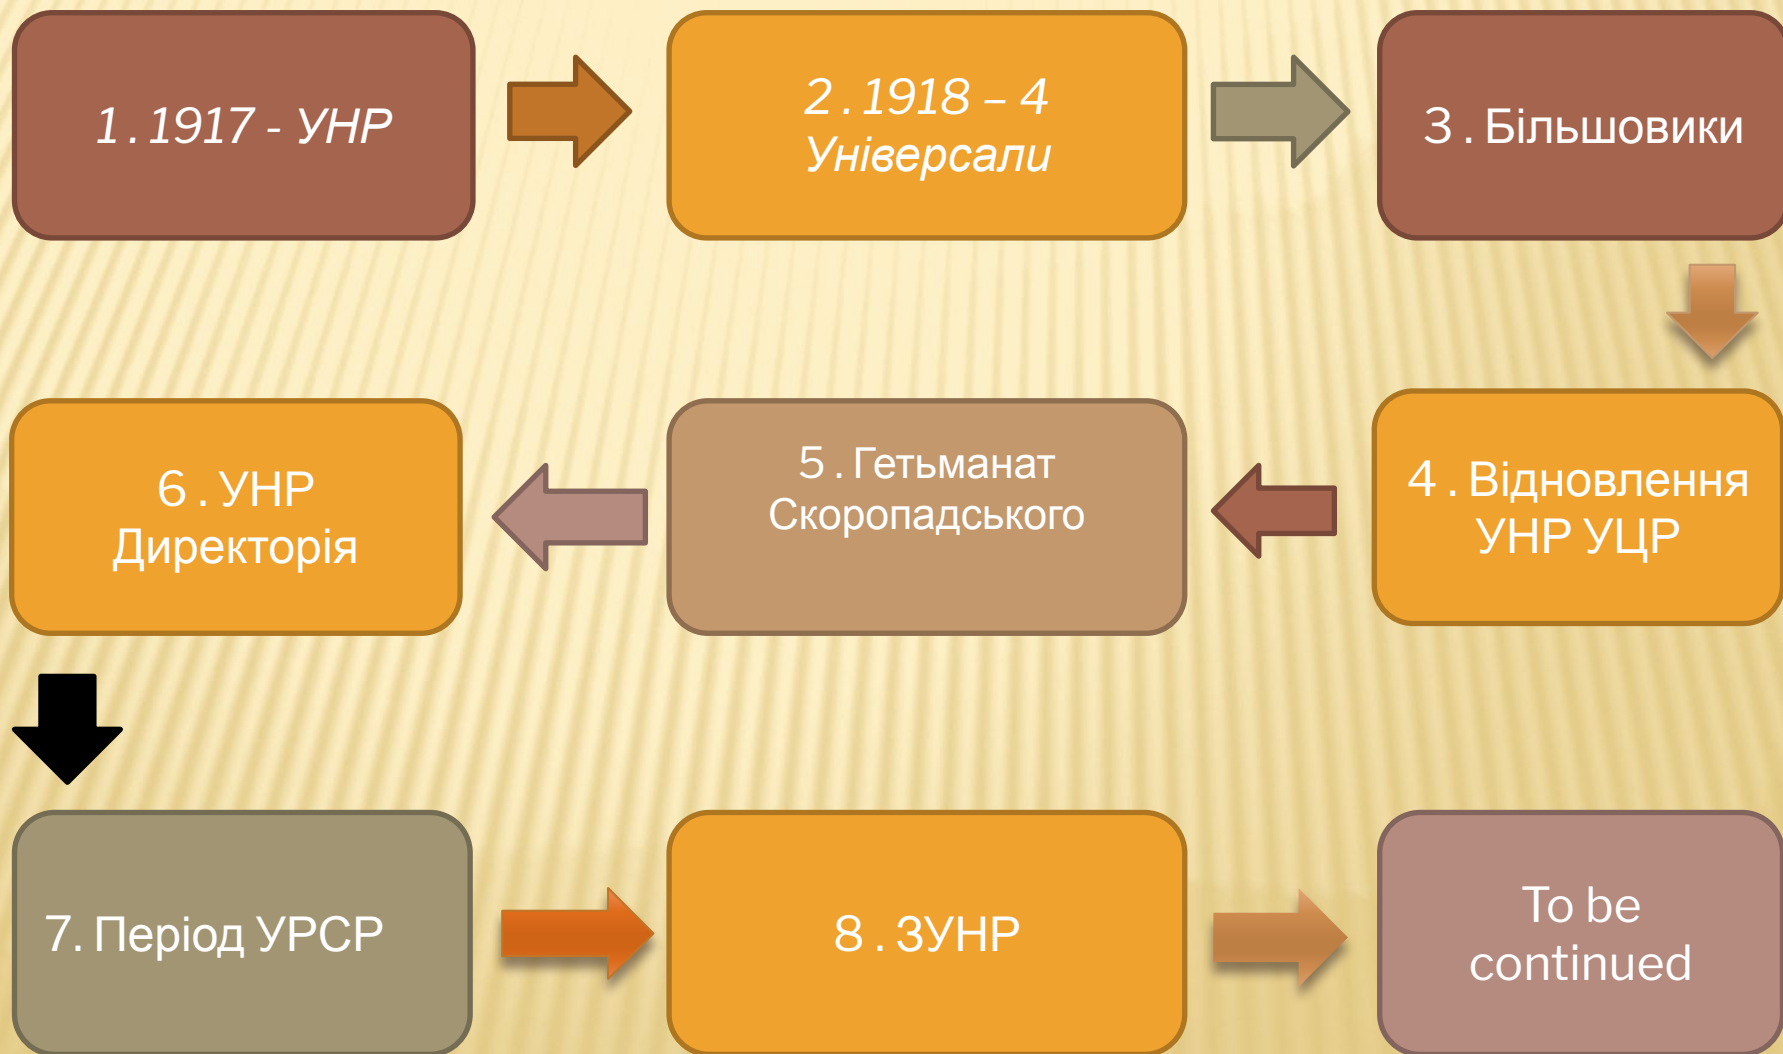 1 . 1917 - УНР
2 . 1918 – 4
Універсали
3 . Більшовики
4 . Відновлення
УНР УЦР
5 . Гетьманат
Скоропадського
6 . УНР
Директорія
7. Період УРСР
8 . ЗУНР
To be
continued